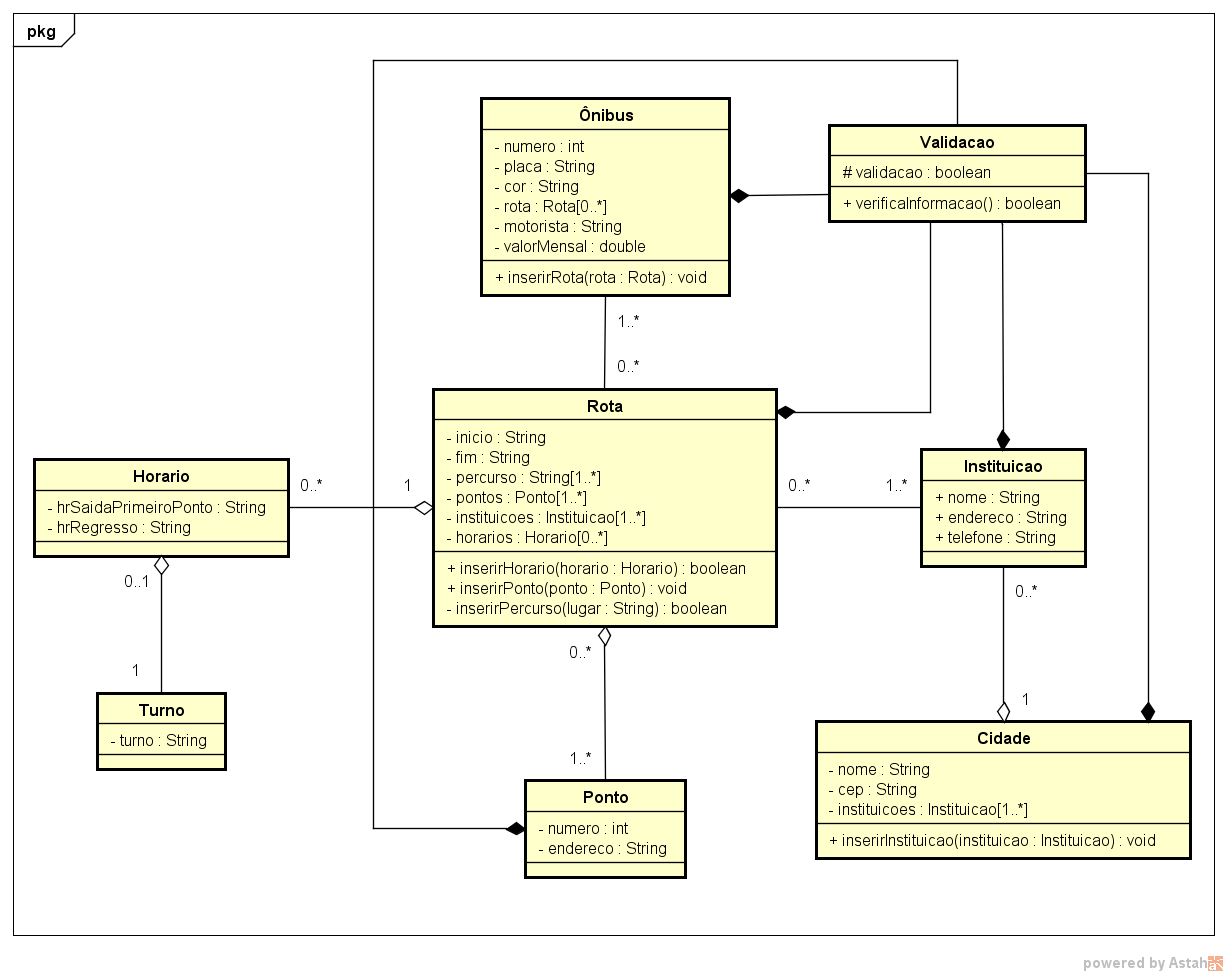 pkg
Ônibus
- numero : int
- placa : String
- cor : String
- rota : Rota[0..*]
- motorista : String
- valorMensal : double
+ inserirRota(rota : Rota) : void
Validacao
# validacao : boolean
+ verificaInformacao() : boolean
1..*
0..*
Rota
- inicio : String
- fim : String
- percurso : String[1..*]
- pontos : Ponto[1..*]
- instituicoes : Instituicao[1..*]
- horarios : Horario[0..*]
+ inserirHorario(horario : Horario) : boolean
+ inserirPonto(ponto : Ponto) : void
- inserirPercurso(lugar : String) : boolean
Horario
- hrSaidaPrimeiroPonto : String
- hrRegresso : String
0..*
1
0..*
1..*
Instituicao
+ nome : String
+ endereco : String
+ telefone : String
0..1
1
Turno
- turno : String
0..*
1..*
Ponto
- numero : int
- endereco : String
0..*
1
Cidade
- nome : String
- cep : String
- instituicoes : Instituicao[1..*]
+ inserirInstituicao(instituicao : Instituicao) : void
powered by Astah